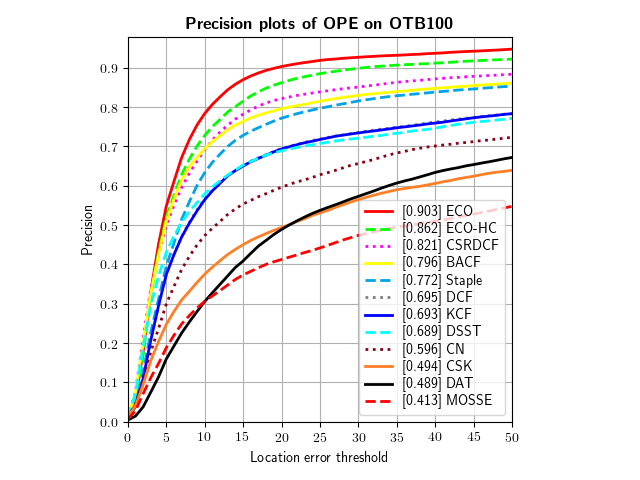 Precision plots of OPE on OTB100
Precision
0.9
0.8
0.7
0.6
0.5
0.4
0.3
0.2
0.1
0.0
[0.903] ECO
[0.862] ECO-HC
[0.821] CSRDCF
[0.796] BACF
[0.772] Staple
[0.695] DCF
[0.693] KCF
[0.689] DSST
[0.596] CN
[0.494] CSK
[0.489] DAT
[0.413] MOSSE
0 5 10 15 20 25 30 35 40 45 50
Location error threshold